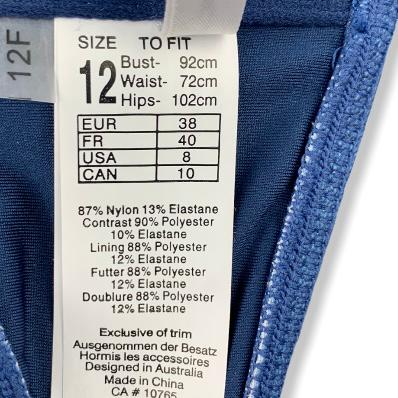 12F
SIZE TO FIT
12 Bust- 92cm
Waist- 72cm
Hips- 102cm
EUR 38
FR 40
USA 8
CAN 10
87% Nylon 13% Elastane
Contrast 90% Polyester
10% Elastane
Lining 88% Polyester
12% Elastane
Futter 88% Polyester
12% Elastane
Doublure 88% Polyester
12% Elastane
Exclusive of trim
Ausgenommen der Besatz
Hormis les accessoires
Designed in Australia
Made in China
CA # 10765